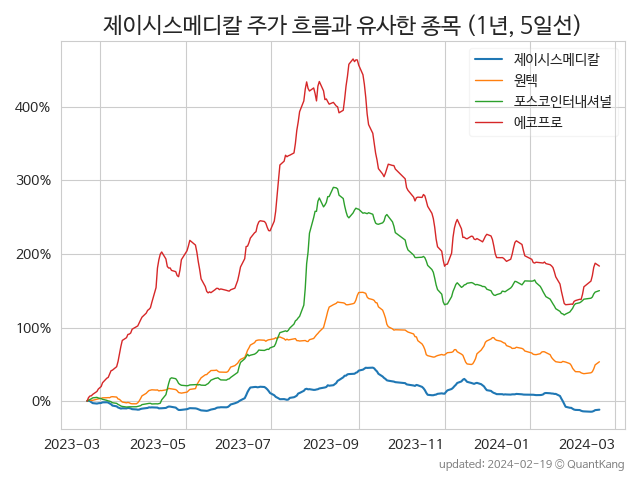 제이시스메디칼 주가 흐름과 유사한 종목 (1년, 5일선)
제이시스메디칼
원텍
포스코인터내셔널
에코프로
400%
300%
200%
100%
0%
2023-03 2023-05 2023-07 2023-09 2023-11 2024-01 2024-03
updated: 2024-02-19 © QuantKang